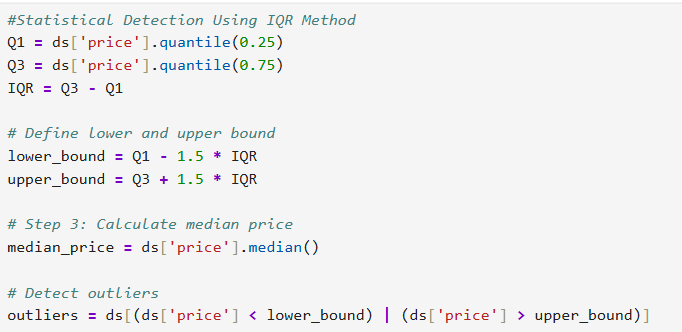 #Statistical Detection Using IQR Method
Q1 = ds['price'].quantile(0.25)
Q3 = ds['price'].quantile(0.75)
IQR = Q3 - Q1
# Define lower and upper bound
lower_bound = Q1 - 1.5 * IQR
upper_bound = Q3 + 1.5 * IQR
# Step 3: Calculate median price
median_price = ds['price'].median()
# Detect outliers
outliers = ds[(ds['price'] < lower_bound) | (ds['price'] > upper_bound)]